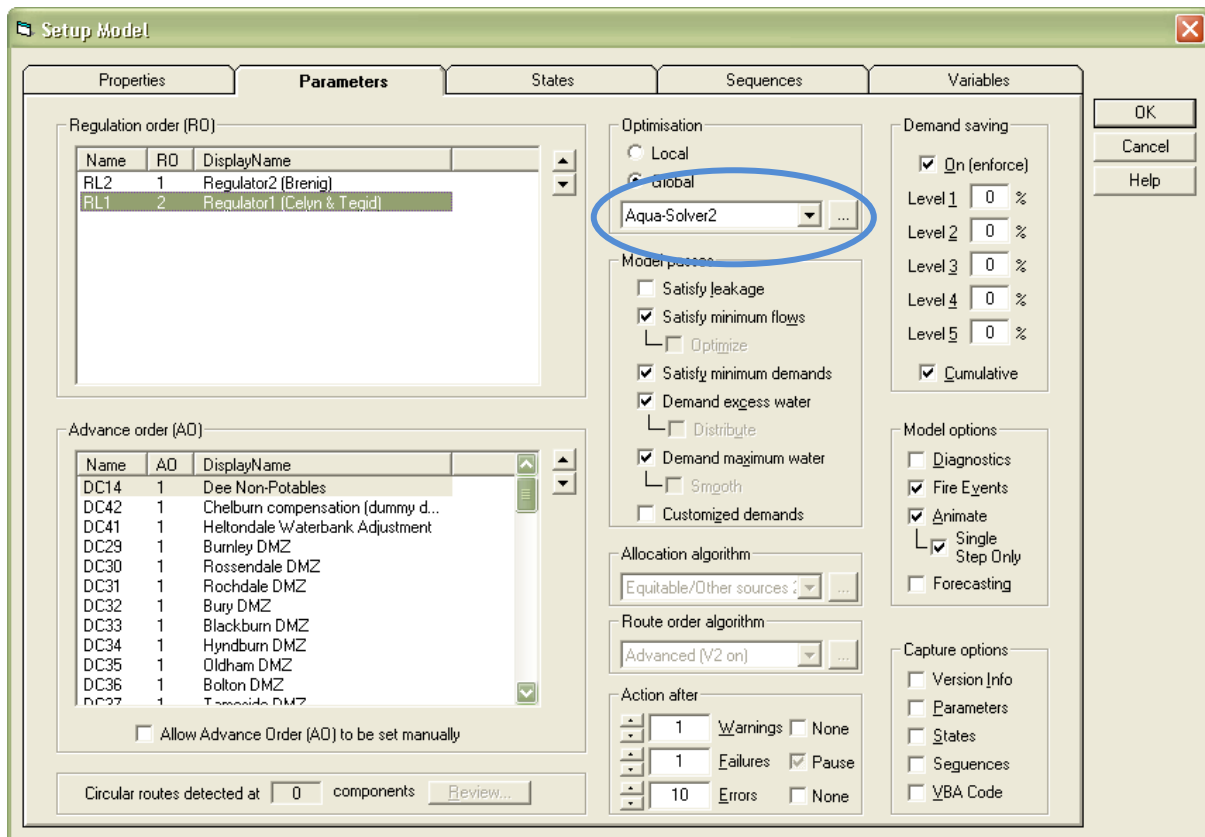 Setup Model
Properties
Parameters
States
Sequences
Variables
OK
Cancel
Help
Regulation order (RO)
Name RO DisplayName
RL2 1 Regulator2 (Brenig)
RL1 2 Regulator1 (Celyn & Tegid)
Advance order (AO)
Name AO DisplayName
DC14 1 Dee Non-Potables
DC42 1 Chelburn compensation (dummy d...
DC41 1 Heltondale Waterbank Adjustment
DC29 1 Burnley DMZ
DC30 1 Rossendale DMZ
DC31 1 Rochdale DMZ
DC32 1 Bury DMZ
DC33 1 Blackburn DMZ
DC34 1 Hyndburn DMZ
DC35 1 Oldham DMZ
DC36 1 Bolton DMZ
DC37 1 Tameside DMZ
Allow Advance Order (AO) to be set manually
Circular routes detected at 0 components Review...
Optimisation
Local
Global
Aqua-Solver2 ...
Model passes
Satisfy leakage
Satisfy minimum flows
Optimize
Satisfy minimum demands
Demand excess water
Distribute
Demand maximum water
Smooth
Customized demands
Allocation algorithm
Equitable/Other sources ...
Route order algorithm
Advanced (V2 on) ...
Action after
1 Warnings None
1 Failures Pause
10 Errors None
Demand saving
On (enforce)
Level 1 0 %
Level 2 0 %
Level 3 0 %
Level 4 0 %
Level 5 0 %
Cumulative
Model options
Diagnostics
Fire Events
Animate
Single
Step Only
Forecasting
Capture options
Version Info
Parameters
States
Sequences
VBA Code